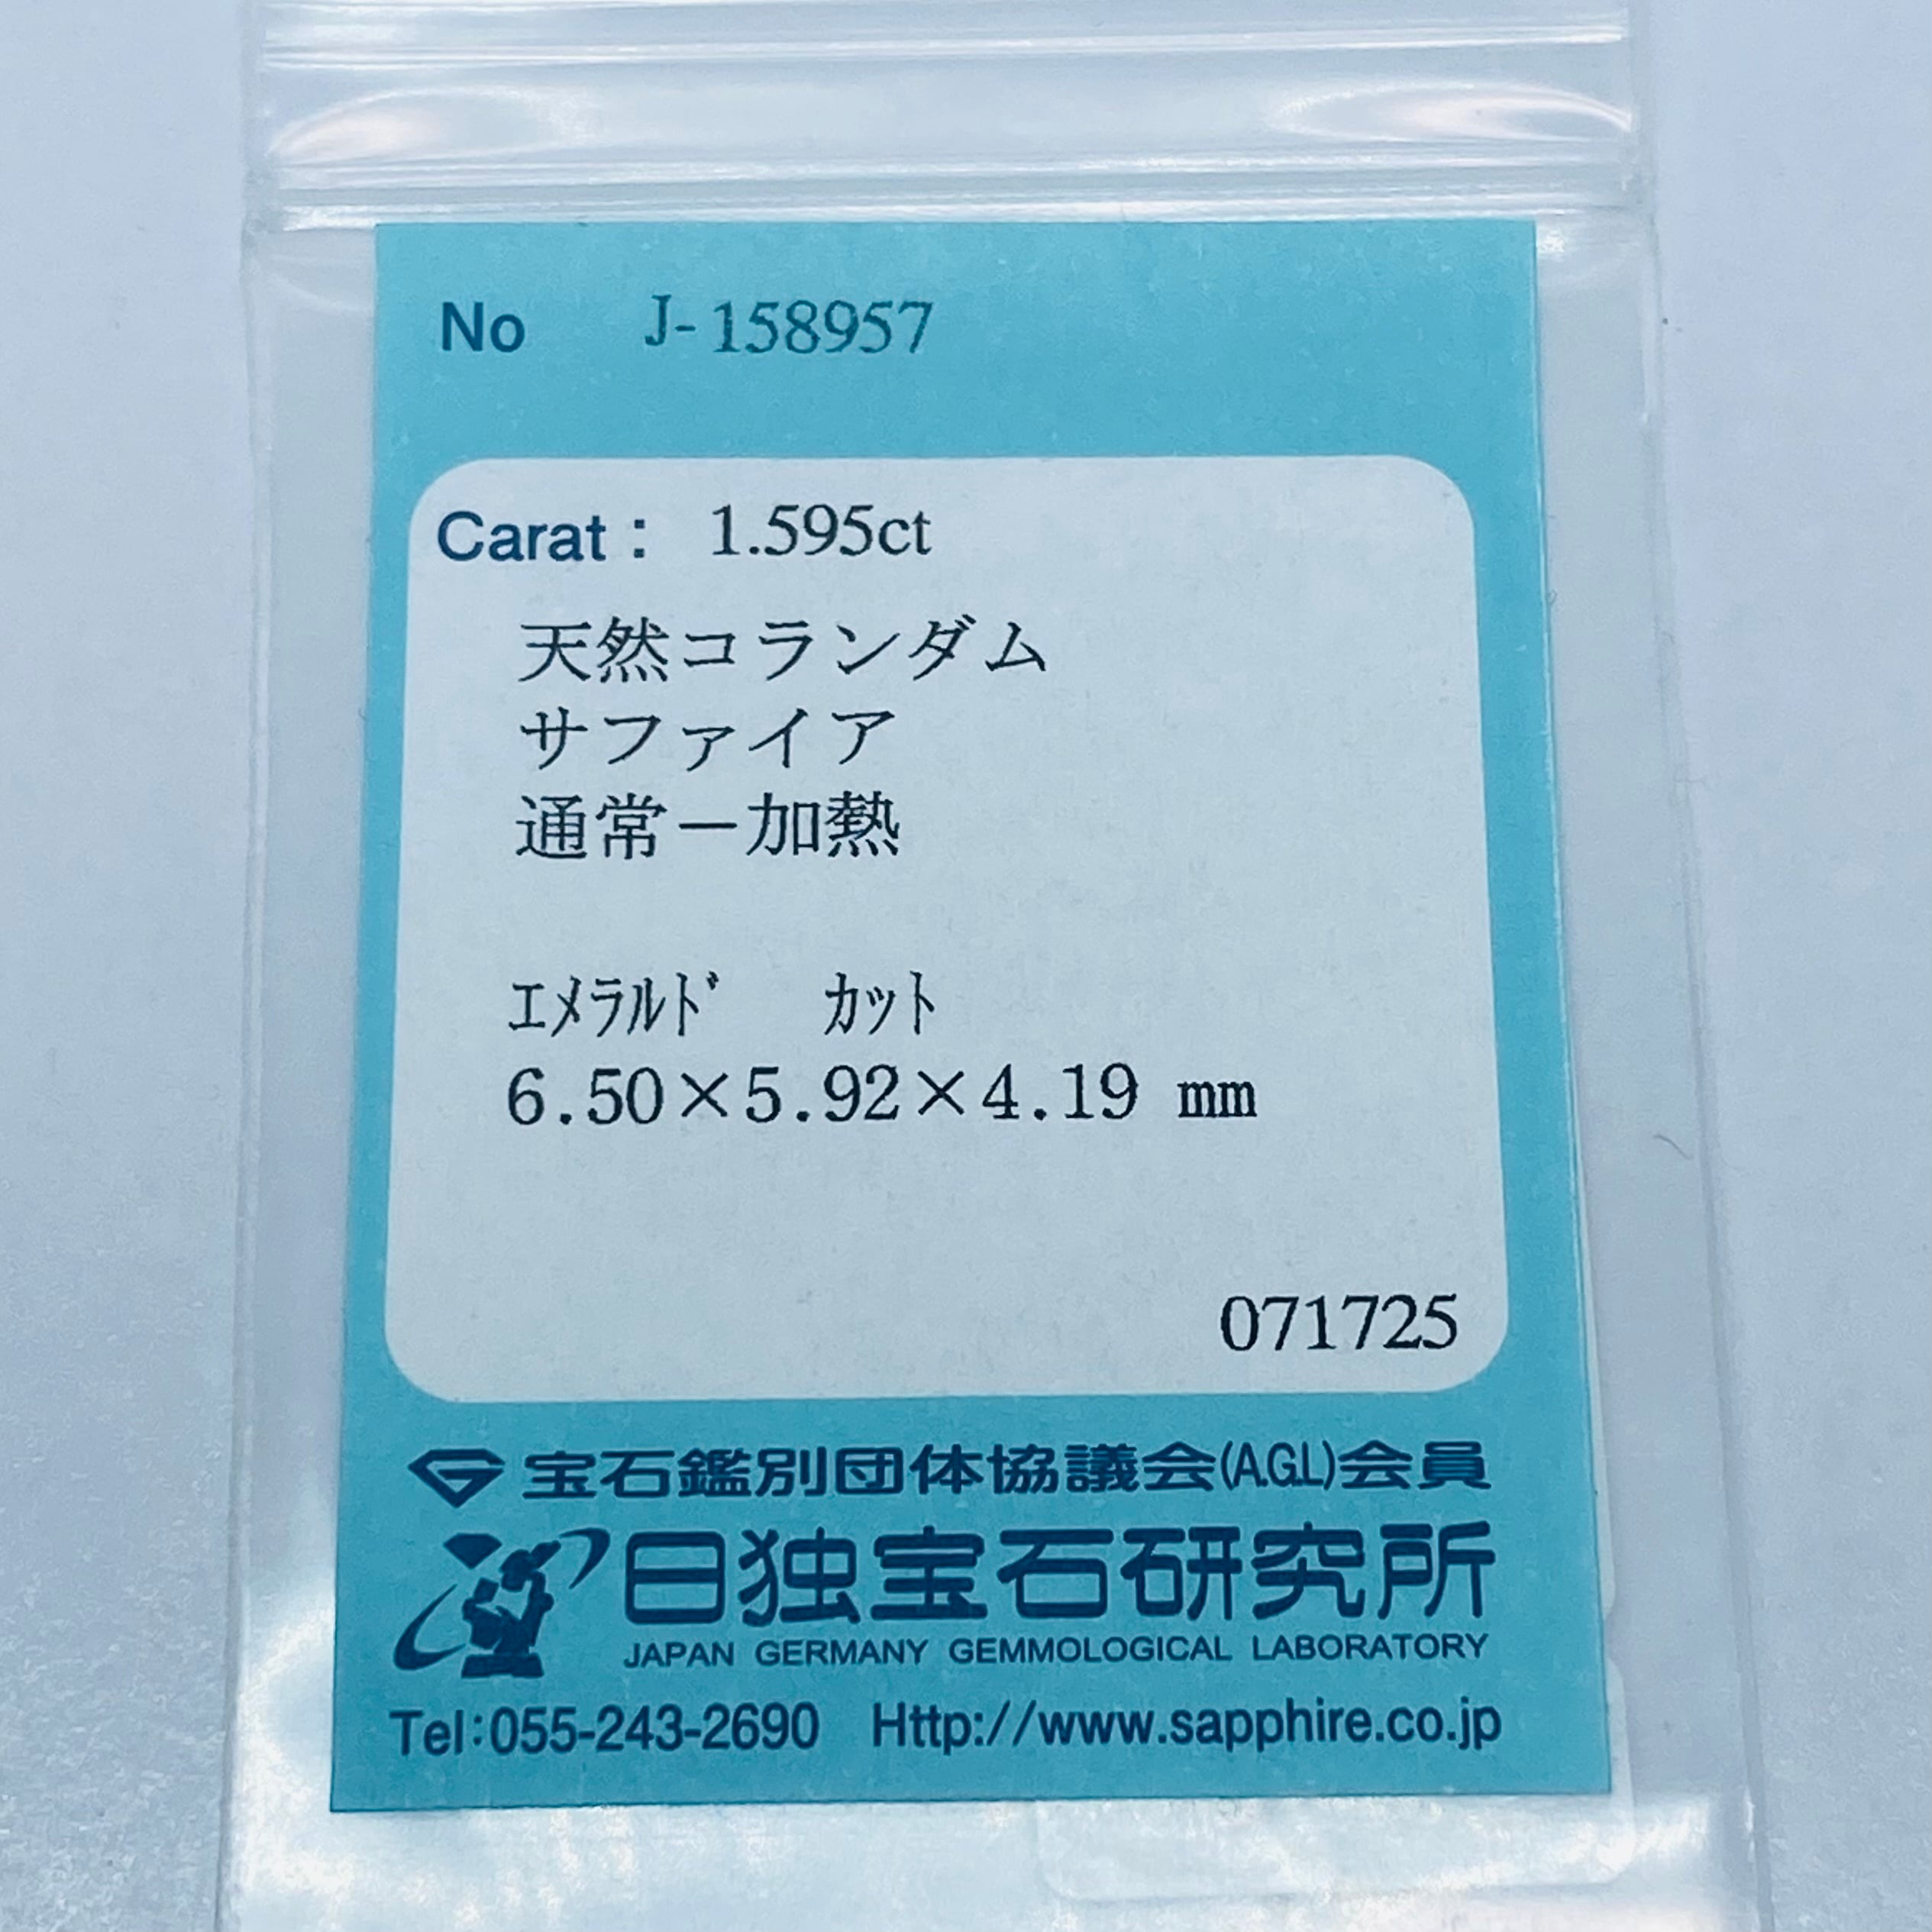 No J-158957
Carat: 1.595ct
天然コランダム
サファイア
通常－加熱
ｴﾒﾗﾙﾄﾞ ｶｯﾄ
6.50×5.92×4.19 mm
071725
宝石鑑別団体協議会(A.G.L)会員
日独宝石研究所
JAPAN GERMANY GEMMOLOGICAL LABORATORY
Tel:055-243-2690 Http://www.sapphire.co.jp